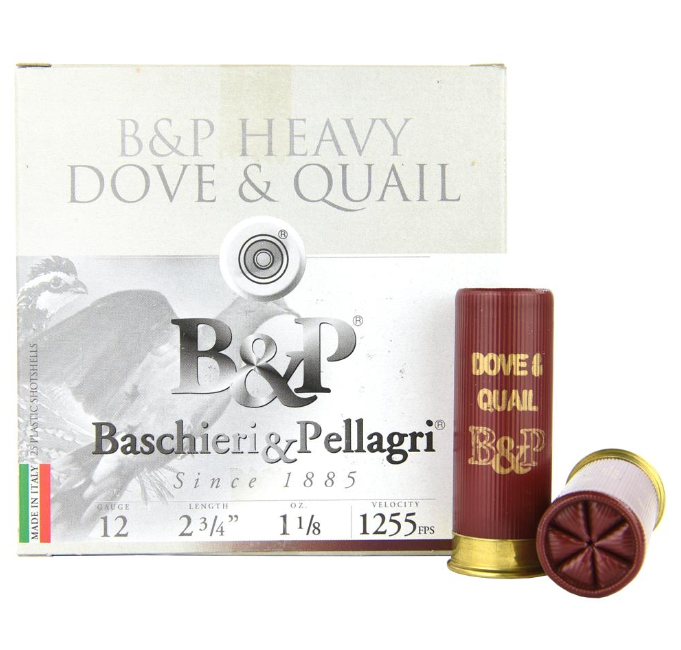 B&P HEAVY
DOVE & QUAIL
®
B&P®
Baschieri&Pellagri®
Since 1885
GAUGE LENGTH OZ. VELOCITY
12 2 3/4” 1 1/8 1255 FPS
MADE IN ITALY / 25 PLASTIC SHOTSHELLS
DOVE &
QUAIL
B&P